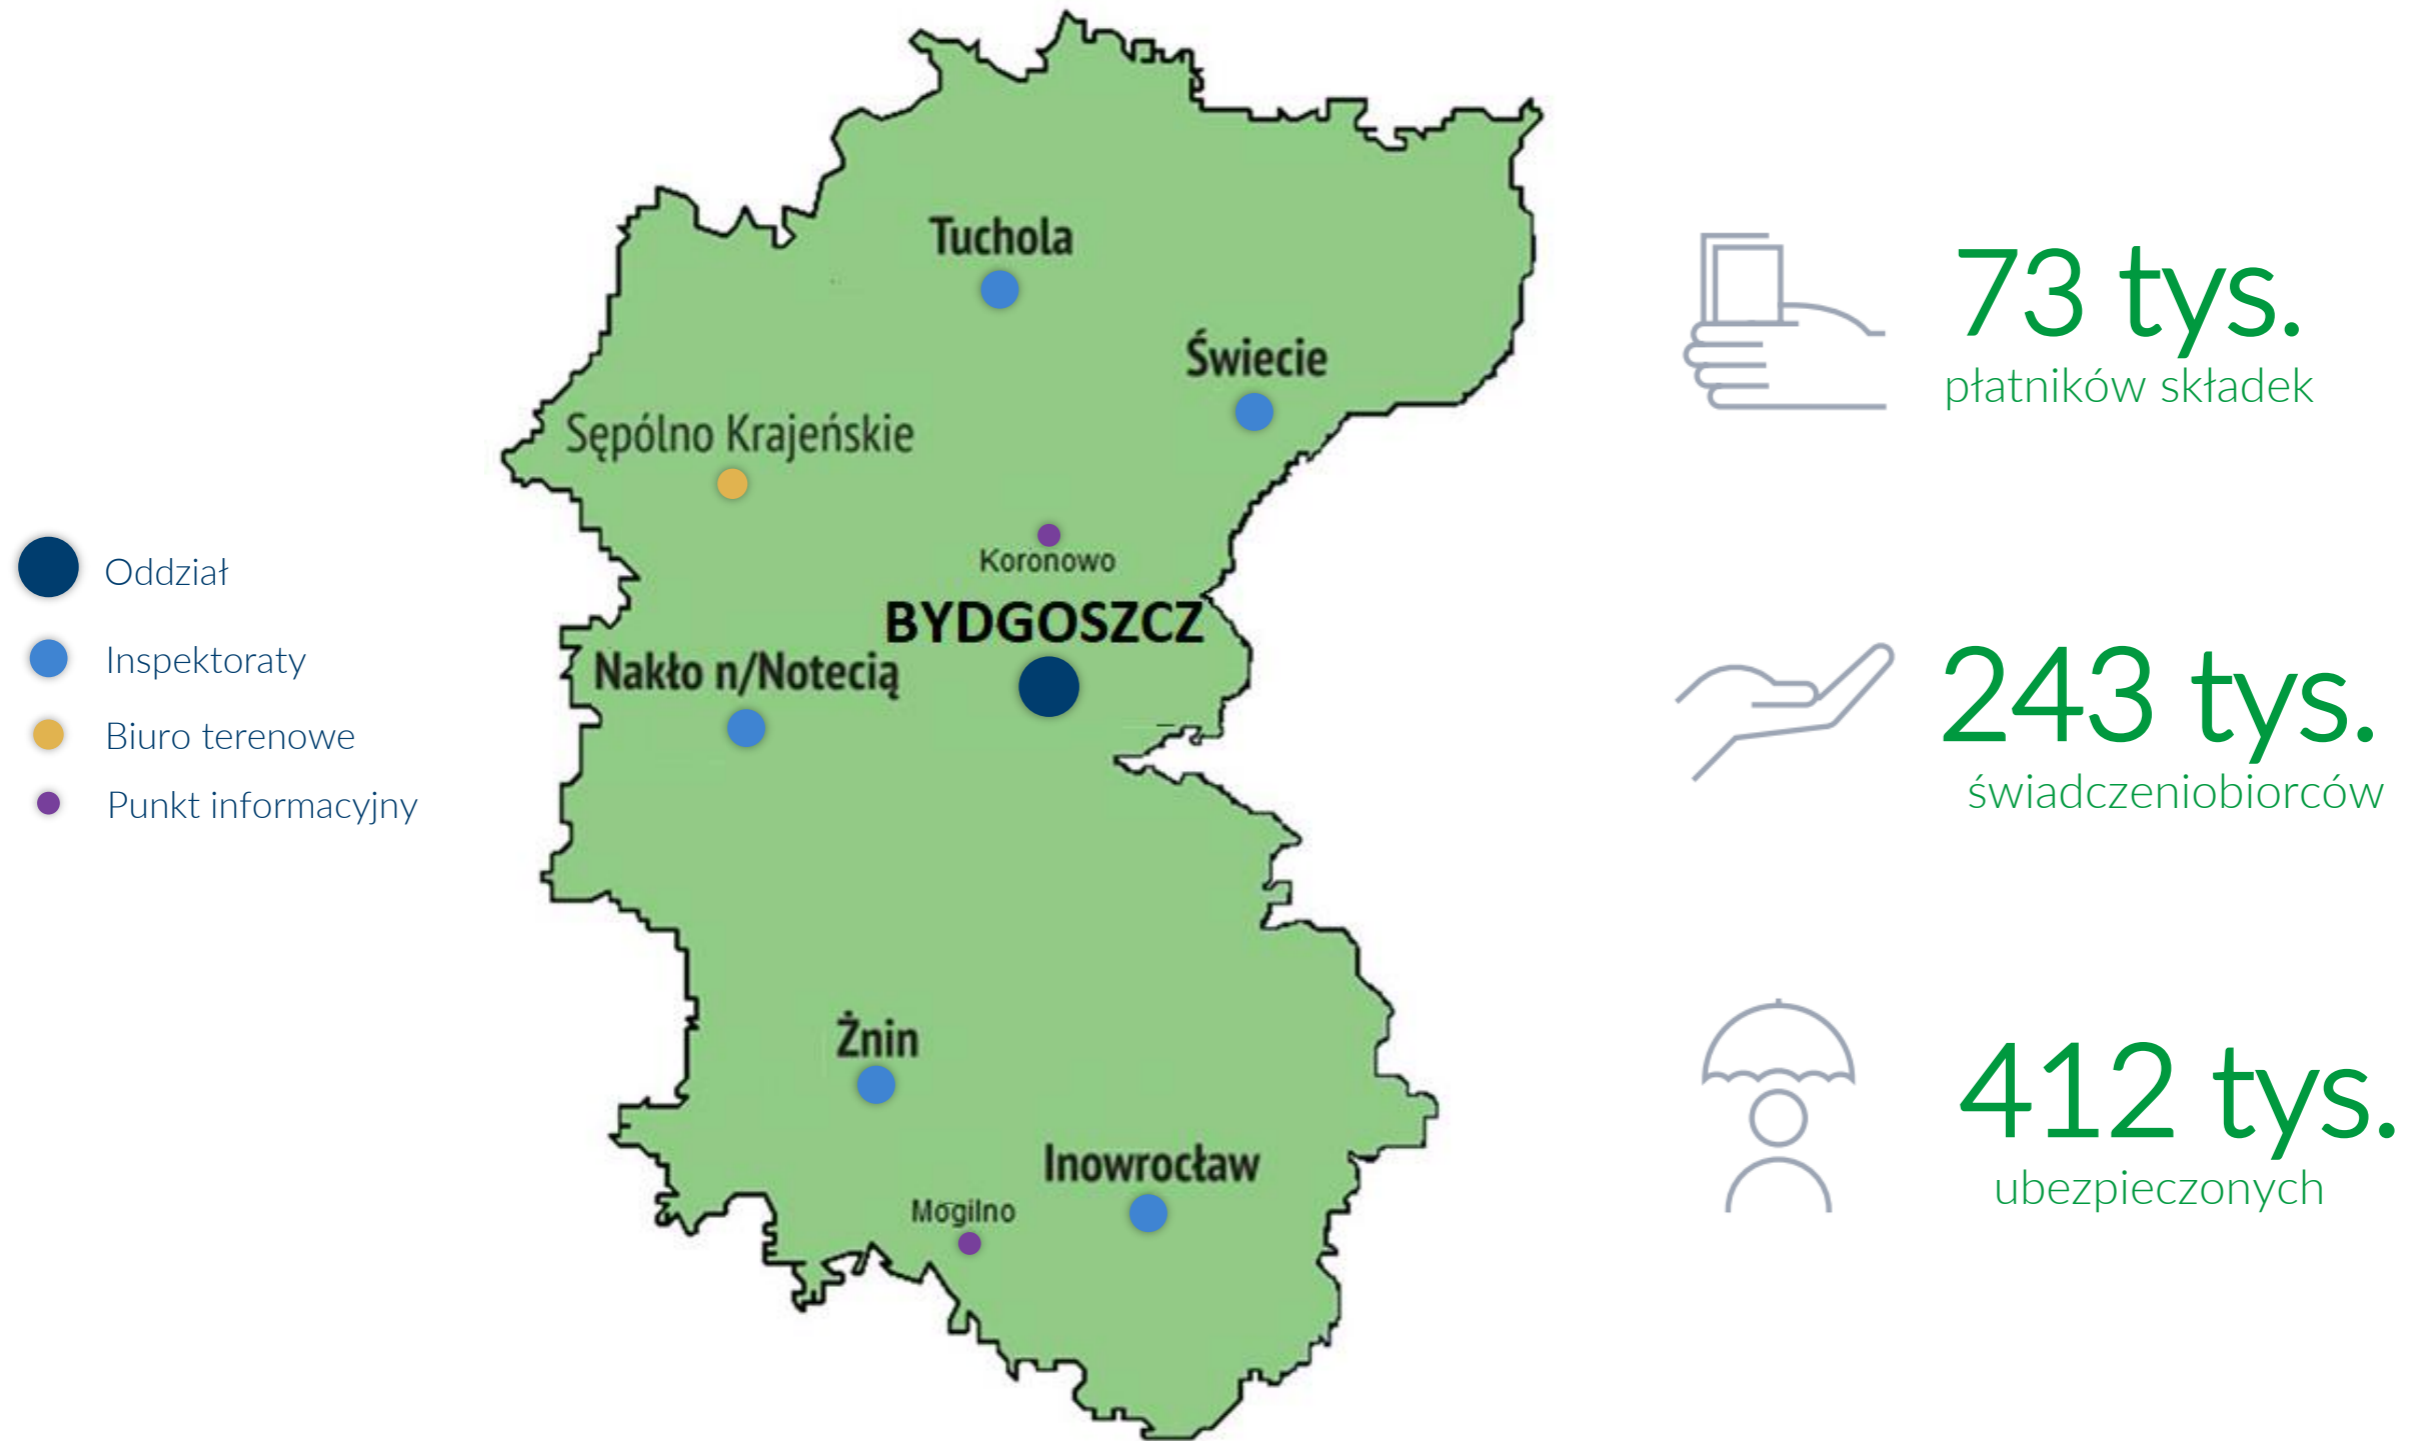 Oddział
Inspektoraty
Biuro terenowe
Punkt informacyjny
Tuchola
Świecie
Sępólno Krajeńskie
Koronowo
BYDGOSZCZ
Nakło n/Notecią
Żnin
Inowrocław
Mogilno
73 tys.
płatników składek
243 tys.
świadczeniobiorców
412 tys.
ubezpieczonych